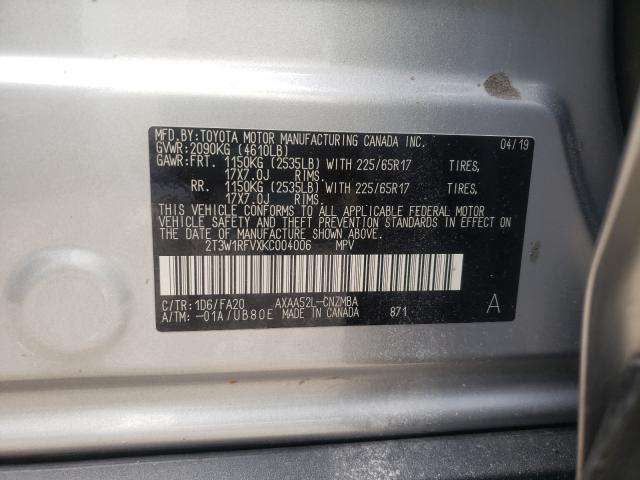 MFD.BY:TOYOTA MOTOR MANUFACTURING CANADA INC. 04/19
GVWR:2090KG (4610LB)
GAWR:FRT. 1150KG (2535LB) WITH 225/65R17 TIRES,
17X7.0J RIMS.
RR. 1150KG (2535LB) WITH 225/65R17 TIRES,
17X7.0J RIMS.
THIS VEHICLE CONFORMS TO ALL APPLICABLE FEDERAL MOTOR
VEHICLE SAFETY AND THEFT PREVENTION STANDARDS IN EFFECT
ON THE DATE OF MANUFACTURE SHOWN ABOVE.
2T3W1RFVXKC004006 MPV
C/TR:1D6/FA20 AXAA52L-CNZMBA
A/TM:-01A/UB80E MADE IN CANADA 871 A